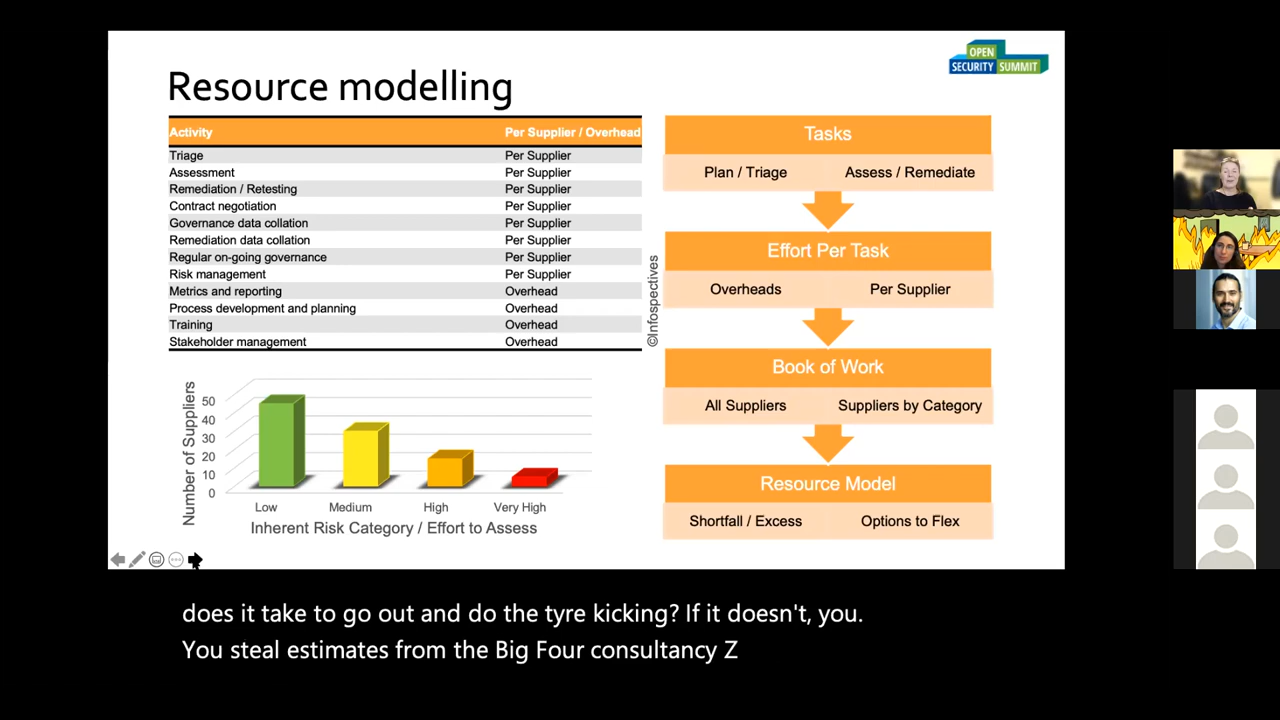 OPEN
SECURITY SUMMIT
Resource modelling
Activity Per Supplier / Overhead
Triage Per Supplier
Assessment Per Supplier
Remediation / Retesting Per Supplier
Contract negotiation Per Supplier
Governance data collation Per Supplier
Remediation data collation Per Supplier
Regular on-going governance Per Supplier
Risk management Per Supplier
Metrics and reporting Overhead
Process development and planning Overhead
Training Overhead
Stakeholder management Overhead
©Infospectives
Number of Suppliers
50
40
30
20
10
0
Low Medium High Very High
Inherent Risk Category / Effort to Assess
Tasks
Plan / Triage Assess / Remediate
Effort Per Task
Overheads Per Supplier
Book of Work
All Suppliers Suppliers by Category
Resource Model
Shortfall / Excess Options to Flex
does it take to go out and do the tyre kicking? If it doesn't, you.
You steal estimates from the Big Four consultancy Z